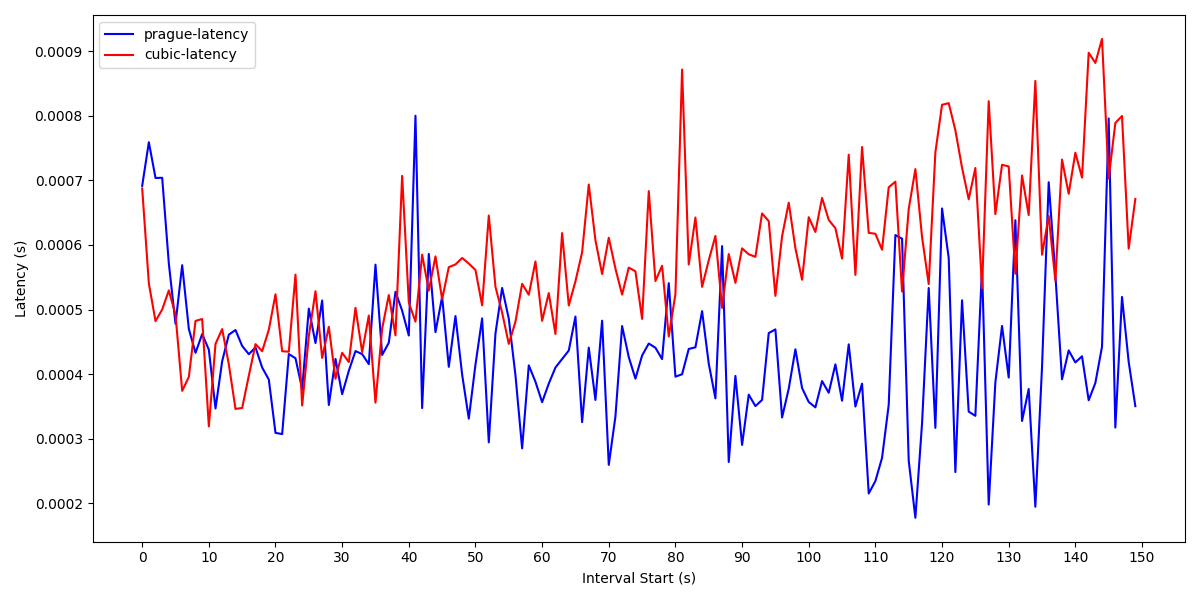 prague-latency
cubic-latency
0.0009
0.0008
0.0007
0.0006
0.0005
0.0004
0.0003
0.0002
Latency (s)
0 10 20 30 40 50 60 70 80 90 100 110 120 130 140 150
Interval Start (s)